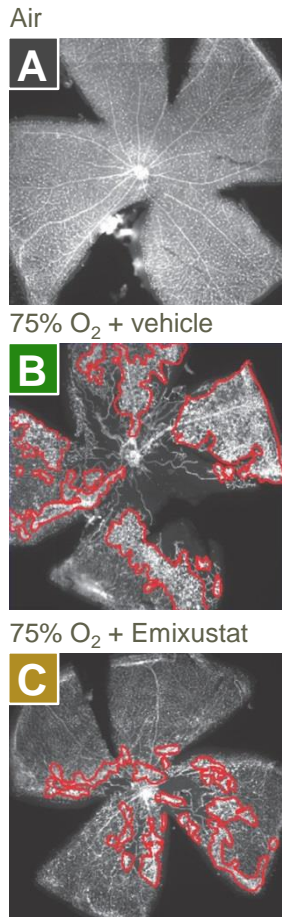 Air
A
75% O₂ + vehicle
B
75% O₂ + Emixustat
C